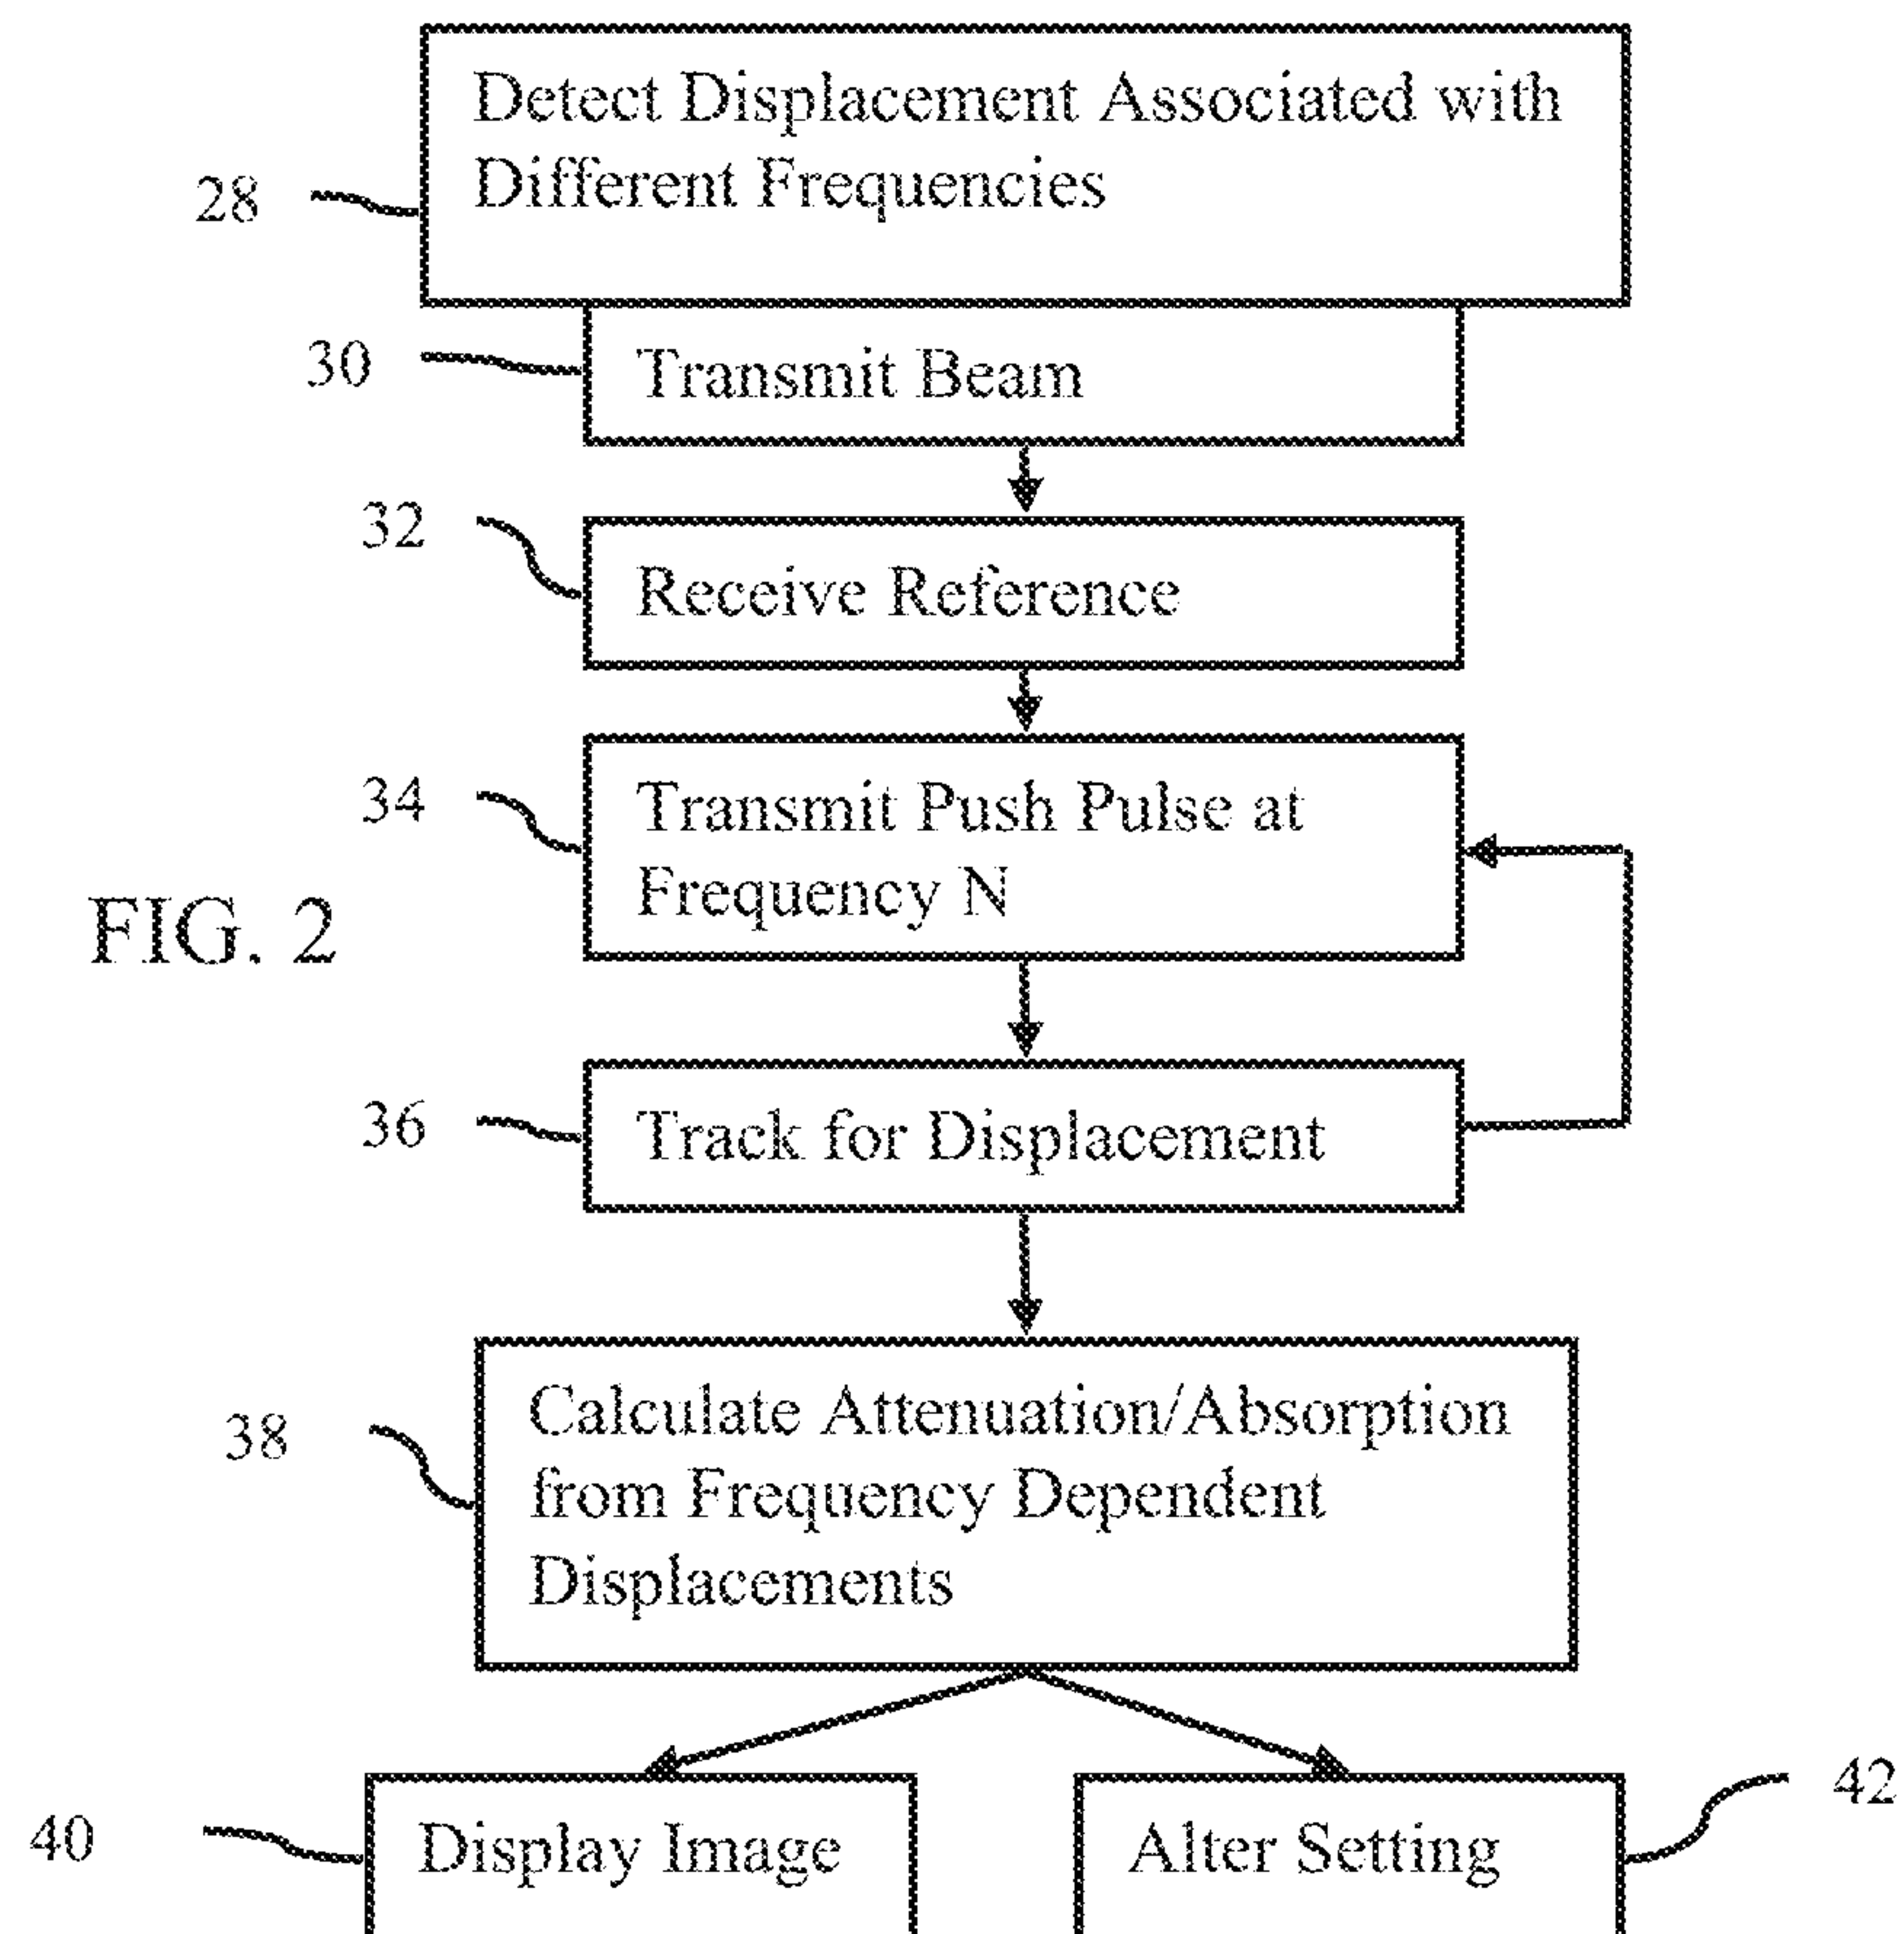 Detect Displacement Associated with
Different Frequencies
28
30
Transmit Beam
32
Receive Reference
34
Transmit Push Pulse at
Frequency N
FIG. 2
36
Track for Displacement
38
Calculate Attenuation/Absorption
from Frequency Dependent
Displacements
40
Display Image
Alter Setting
42